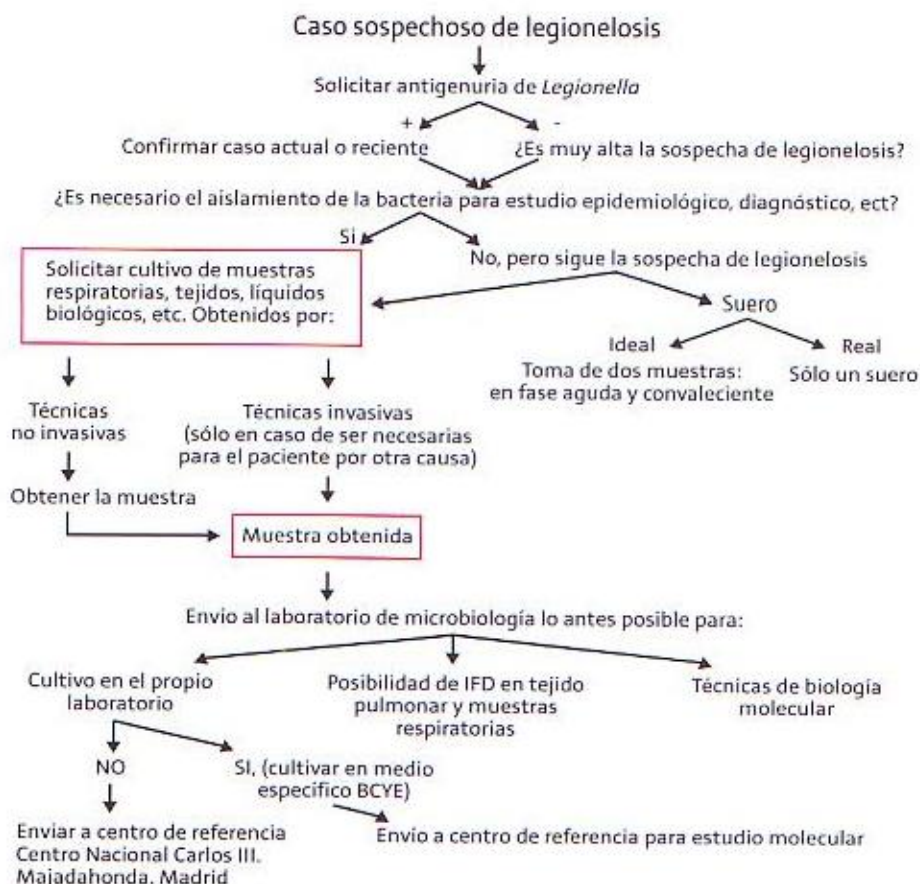 Caso sospechoso de legionelosis
Solicitar antigenuria de Legionella
+
-
Confirmar caso actual o reciente
¿Es muy alta la sospecha de legionelosis?
¿Es necesario el aislamiento de la bacteria para estudio epidemiológico, diagnóstico, ect?
Si
No, pero sigue la sospecha de legionelosis
Solicitar cultivo de muestras
respiratorias, tejidos, líquidos
biológicos, etc. Obtenidos por:
Suero
Ideal
Real
Toma de dos muestras:
en fase aguda y convaleciente
Sólo un suero
Técnicas
no invasivas
Técnicas invasivas
(sólo en caso de ser necesarias
para el paciente por otra causa)
Obtener la muestra
Muestra obtenida
Envio al laboratorio de microbiología lo antes posible para:
Cultivo en el propio
laboratorio
Posibilidad de IFD en tejido
pulmonar y muestras
respiratorias
Técnicas de biología
molecular
NO
SI, (cultivar en medio
especifico BCYE)
Enviar a centro de referencia
Centro Nacional Carlos III.
Majadahonda. Madrid
Envio a centro de referencia para estudio molecular